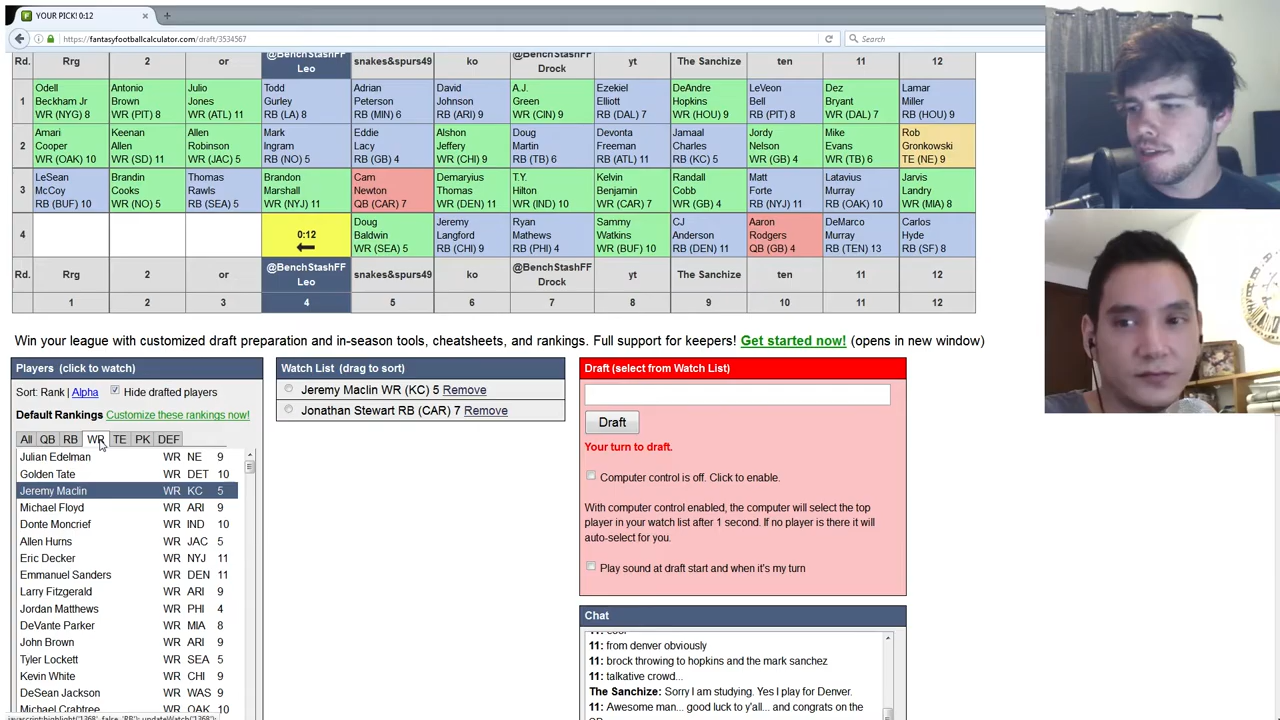 YOUR PICK! 0:12
https://fantasyfootballcalculator.com/draft/3534567
Search
Rd. Rrg 2 or @BenchStashFF Leo snakes&spurs49 ko @BenchStashFF Drock yt The Sanchize ten 11 12 Rd.
Odell Antonio Julio Todd Adrian David A.J. Ezekiel DeAndre LeVeon Dez Lamar
1 Beckham Jr Brown Jones Gurley Peterson Johnson Green Elliott Hopkins Bell Bryant Miller 1
WR (NYG) 8 WR (PIT) 8 WR (ATL) 11 RB (LA) 8 RB (MIN) 6 RB (ARI) 9 WR (CIN) 9 RB (DAL) 7 WR (HOU) 9 RB (PIT) 8 WR (DAL) 7 RB (HOU) 9
Amari Keenan Allen Mark Eddie Alshon Doug Devonta Jamaal Jordy Mike Rob
2 Cooper Allen Robinson Ingram Lacy Jeffery Martin Freeman Charles Nelson Evans Gronkowski 2
WR (OAK) 10 WR (SD) 11 WR (JAC) 5 RB (NO) 5 RB (GB) 4 WR (CHI) 9 RB (TB) 6 RB (ATL) 11 RB (KC) 5 WR (GB) 4 WR (TB) 6 TE (NE) 9
LeSean Brandin Thomas Brandon Cam Demaryius T.Y. Kelvin Randall Matt Latavius Jarvis
3 McCoy Cooks Rawls Marshall Newton Thomas Hilton Benjamin Cobb Forte Murray Landry 3
RB (BUF) 10 WR (NO) 5 RB (SEA) 5 WR (NYJ) 11 QB (CAR) 7 WR (DEN) 11 WR (IND) 10 WR (CAR) 7 WR (GB) 4 RB (NYJ) 11 RB (OAK) 10 WR (MIA) 8
Doug Jeremy Ryan Sammy CJ Aaron DeMarco Carlos
4 0:12 Baldwin Langford Mathews Watkins Anderson Rodgers Murray Hyde 4
WR (SEA) 5 RB (CHI) 9 RB (PHI) 4 WR (BUF) 10 RB (DEN) 11 QB (GB) 4 RB (TEN) 13 RB (SF) 8
Rd. Rrg 2 or @BenchStashFF Leo snakes&spurs49 ko @BenchStashFF Drock yt The Sanchize ten 11 12 Rd.
1 2 3 4 5 6 7 8 9 10 11 12
Win your league with customized draft preparation and in-season tools, cheatsheets, and rankings. Full support for keepers! Get started now! (opens in new window)
Players (click to watch)
Sort: Rank | Alpha Hide drafted players
Default Rankings Customize these rankings now!
All QB RB WR TE PK DEF
Julian Edelman WR NE 9
Golden Tate WR DET 10
Jeremy Maclin WR KC 5
Michael Floyd WR ARI 9
Donte Moncrief WR IND 10
Allen Hurns WR JAC 5
Eric Decker WR NYJ 11
Emmanuel Sanders WR DEN 11
Larry Fitzgerald WR ARI 9
Jordan Matthews WR PHI 4
DeVante Parker WR MIA 8
John Brown WR ARI 9
Tyler Lockett WR SEA 5
Kevin White WR CHI 9
DeSean Jackson WR WAS 9
Michael Crabtree WR OAK 10
javascript:highlight('1368', false, 'RB'); updateWatch('1368');
Watch List (drag to sort)
Jeremy Maclin WR (KC) 5 Remove
Jonathan Stewart RB (CAR) 7 Remove
Draft (select from Watch List)
Draft
Your turn to draft.
Computer control is off. Click to enable.
With computer control enabled, the computer will select the top
player in your watch list after 1 second. If no player is there it will
auto-select for you.
Play sound at draft start and when it's my turn
Chat
11: cool
11: from denver obviously
11: brock throwing to hopkins and the mark sanchez
11: talkative crowd...
The Sanchize: Sorry I am studying. Yes I play for Denver.
11: Awesome man... good luck to y'all... and congrats on the